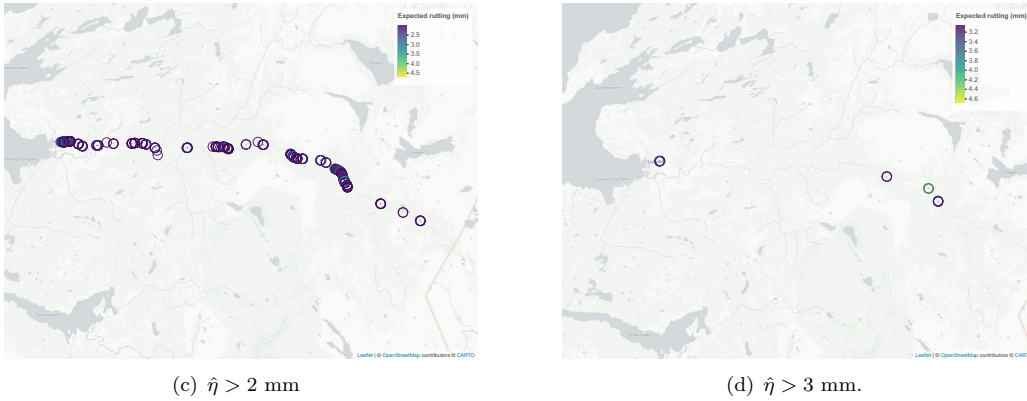 Expected rutting (mm)
2.5
3.0
3.5
4.0
4.5
Leaflet | © OpenStreetMap contributors © CARTO
(c) η̂ > 2 mm
Expected rutting (mm)
3.2
3.4
3.6
3.8
4.0
4.2
4.4
4.6
Leaflet | © OpenStreetMap contributors © CARTO
(d) η̂ > 3 mm.